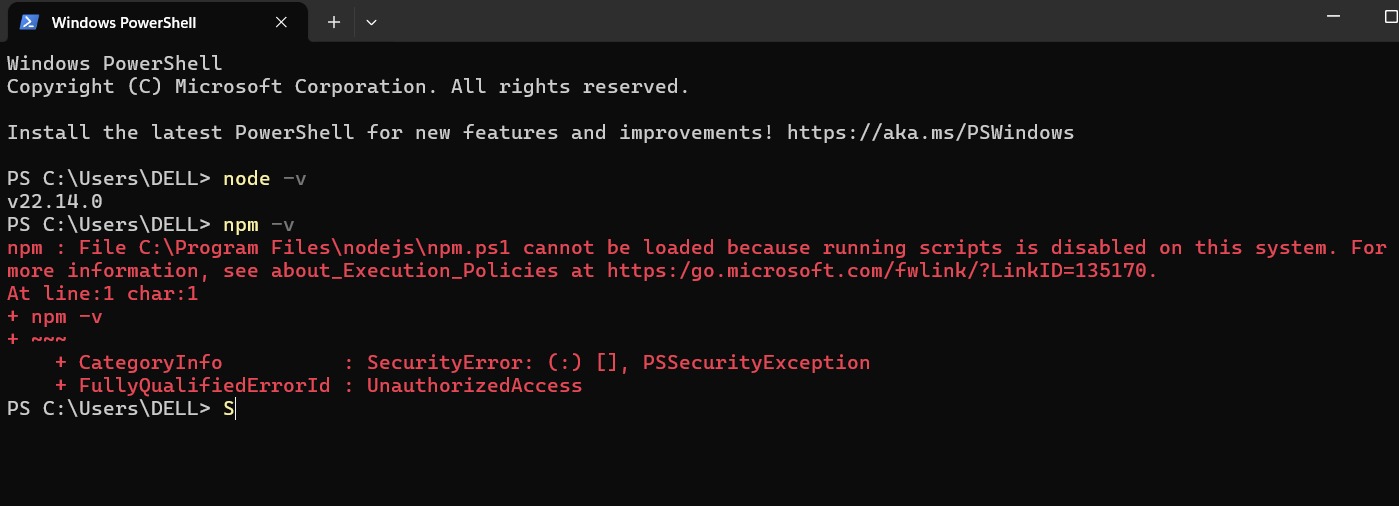 Windows PowerShell
Windows PowerShell
Copyright (C) Microsoft Corporation. All rights reserved.
Install the latest PowerShell for new features and improvements! https://aka.ms/PSWindows
PS C:\Users\DELL> node -v
v22.14.0
PS C:\Users\DELL> npm -v
npm : File C:\Program Files\nodejs\npm.ps1 cannot be loaded because running scripts is disabled on this system. For
more information, see about_Execution_Policies at https:/go.microsoft.com/fwlink/?LinkID=135170.
At line:1 char:1
+ npm -v
+ ~~~
    + CategoryInfo          : SecurityError: (:) [], PSSecurityException
    + FullyQualifiedErrorId : UnauthorizedAccess
PS C:\Users\DELL> S